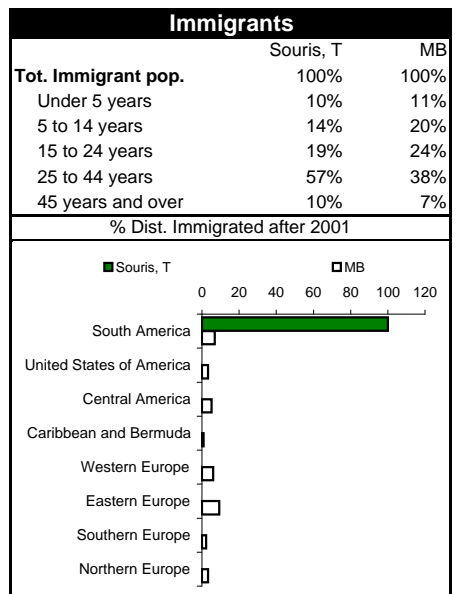 Immigrants
Souris, T MB
Tot. Immigrant pop. 100% 100%
Under 5 years 10% 11%
5 to 14 years 14% 20%
15 to 24 years 19% 24%
25 to 44 years 57% 38%
45 years and over 10% 7%
% Dist. Immigrated after 2001
Souris, T MB
0 20 40 60 80 100 120
South America
United States of America
Central America
Caribbean and Bermuda
Western Europe
Eastern Europe
Southern Europe
Northern Europe